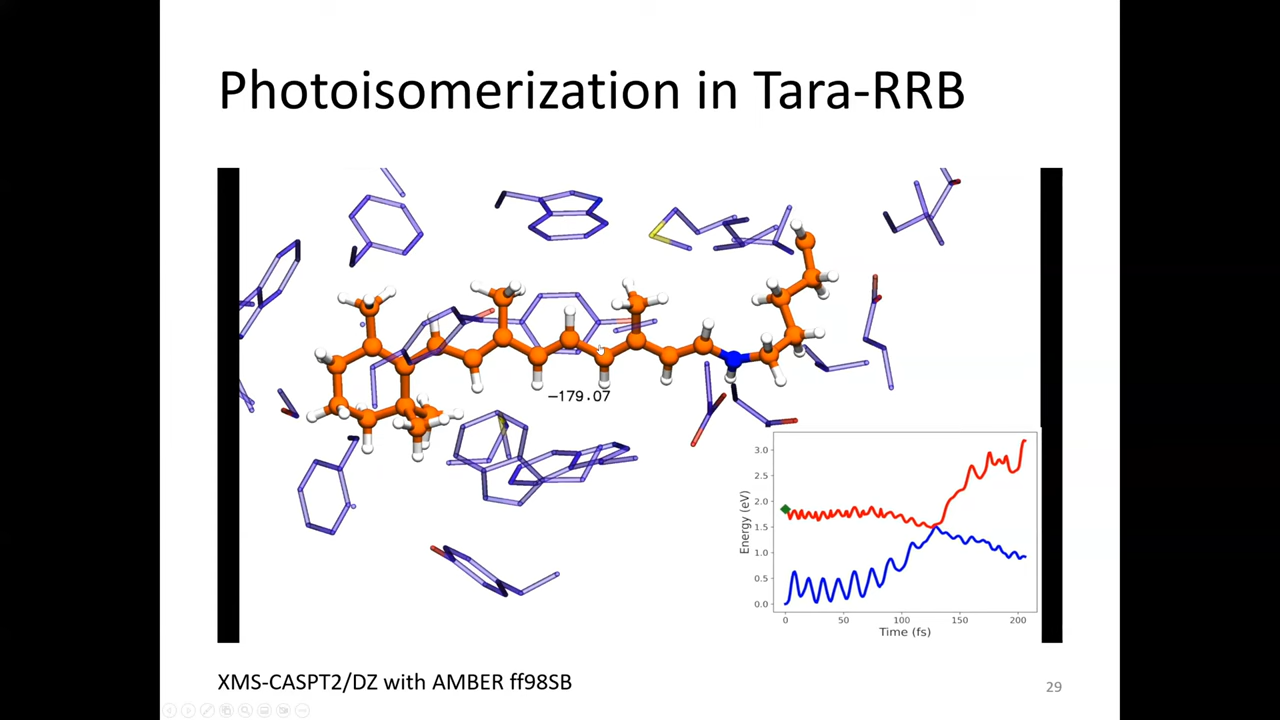 Photoisomerization in Tara-RRB
−179.07
3.0
2.5
2.0
1.5
1.0
0.5
0.0
Energy (eV)
0 50 100 150 200
Time (fs)
XMS-CASPT2/DZ with AMBER ff98SB
29